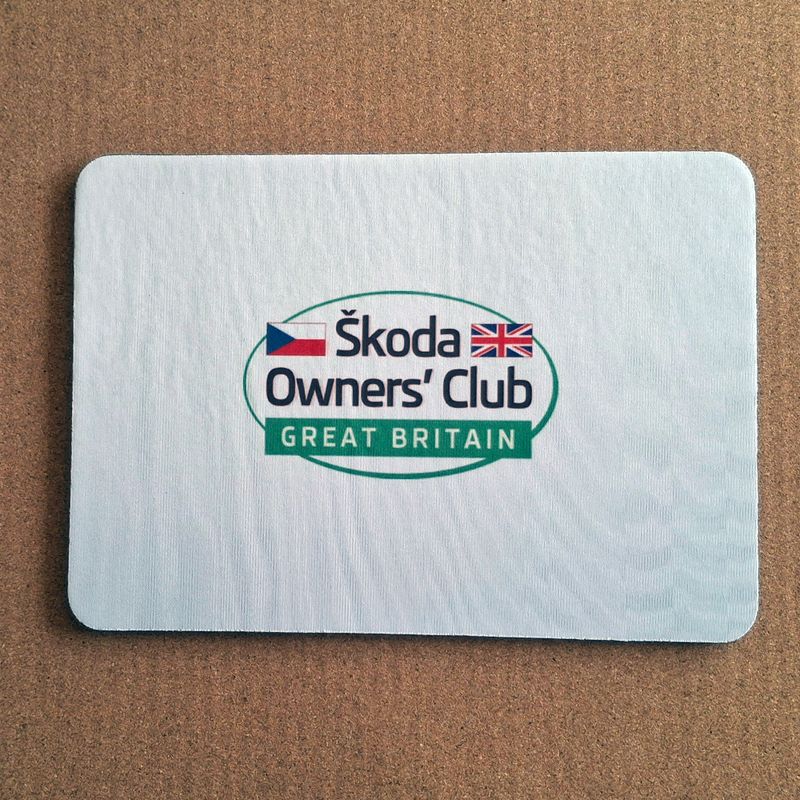 Škoda
Owners’ Club
GREAT BRITAIN